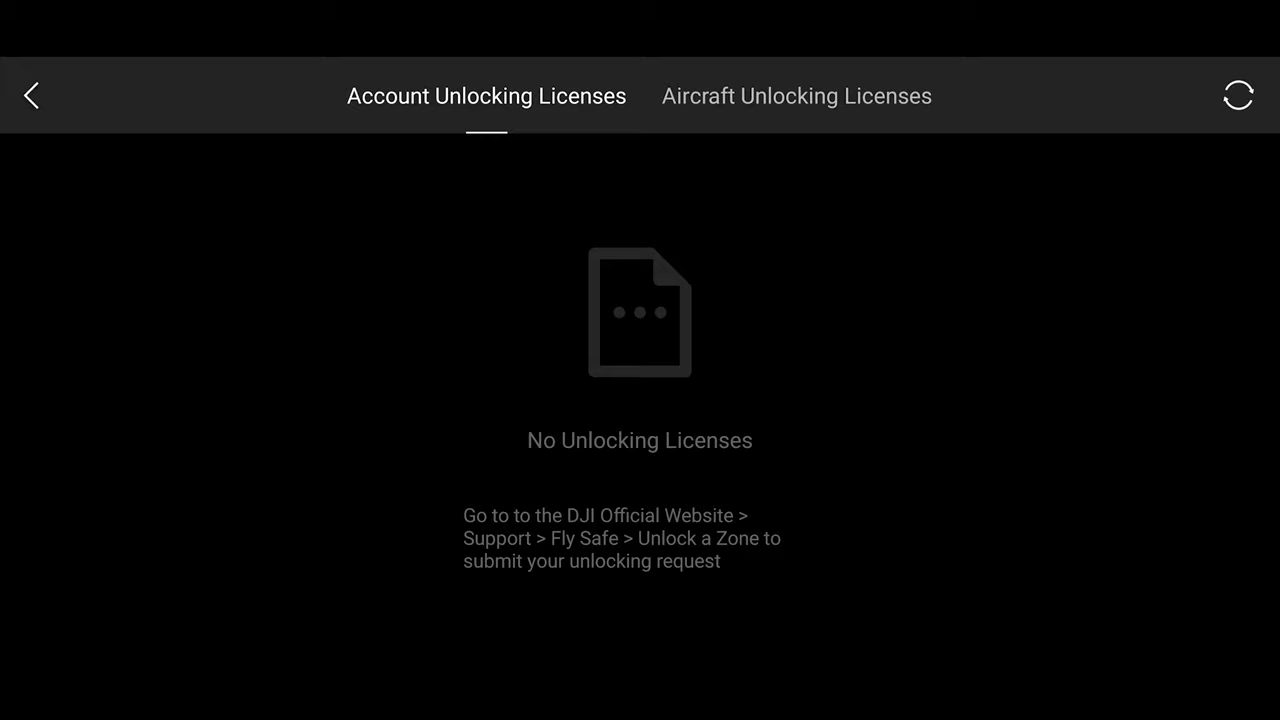 Account Unlocking Licenses
Aircraft Unlocking Licenses
No Unlocking Licenses
Go to to the DJI Official Website >
Support > Fly Safe > Unlock a Zone to
submit your unlocking request